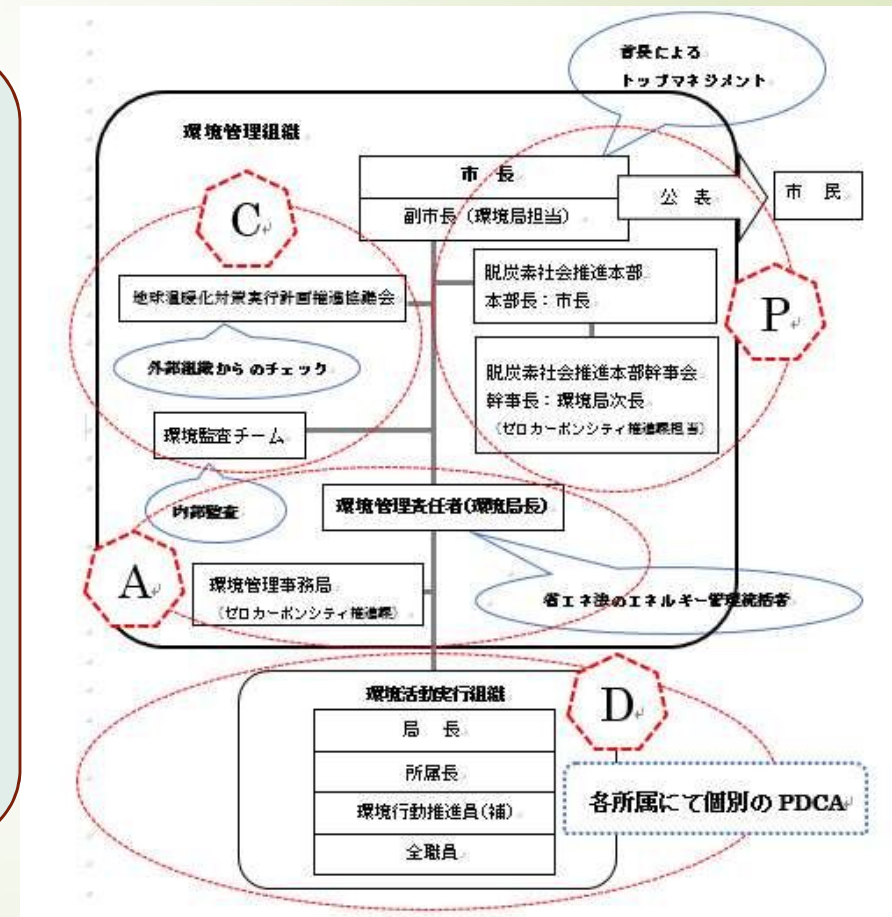 首長による
トップマネジメント
環境管理組織
市 長
副市長（環境局担当）
公 表
市 民
C
地球温暖化対策実行計画推進協議会
脱炭素社会推進本部
本部長：市長
P
外部組織からのチェック
脱炭素社会推進本部幹事会
幹事長：環境局次長
（ゼロカーボンシティ推進課担当）
環境監査チーム
内部監査
環境管理責任者(環境局長)
A
環境管理事務局
（ゼロカーボンシティ推進課）
省エネ法のエネルギー管理統括者
環境活動実行組織
D
局 長
所属長
環境行動推進員(補)
全職員
各所属にて個別の PDCA